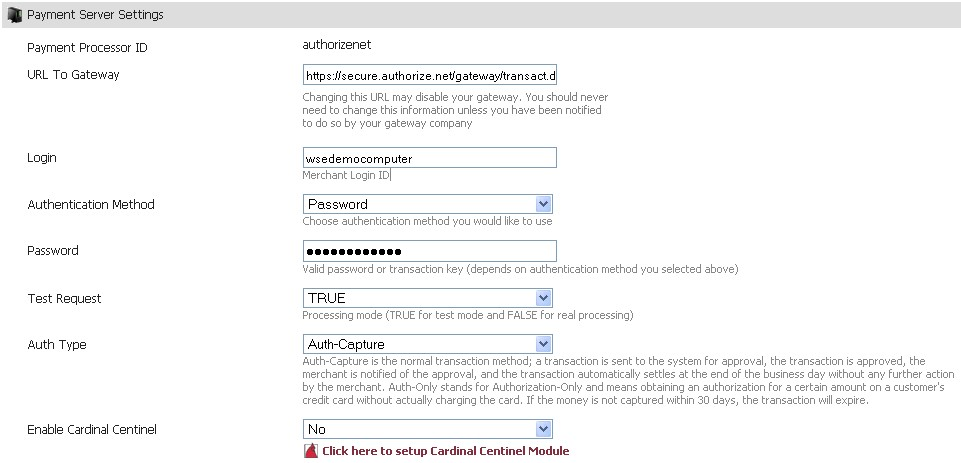 Payment Server Settings
Payment Processor ID authorizenet
URL To Gateway https://secure.authorize.net/gateway/transact.d
Changing this URL may disable your gateway. You should never
need to change this information unless you have been notified
to do so by your gateway company
Login wsedemocomputer
Merchant Login ID
Authentication Method Password
Choose authentication method you would like to use
Password ●●●●●●●●●●●●
Valid password or transaction key (depends on authentication method you selected above)
Test Request TRUE
Processing mode (TRUE for test mode and FALSE for real processing)
Auth Type Auth-Capture
Auth-Capture is the normal transaction method; a transaction is sent to the system for approval, the transaction is approved, the
merchant is notified of the approval, and the transaction automatically settles at the end of the business day without any further action
by the merchant. Auth-Only stands for Authorization-Only and means obtaining an authorization for a certain amount on a customer's
credit card without actually charging the card. If the money is not captured within 30 days, the transaction will expire.
Enable Cardinal Centinel No
Click here to setup Cardinal Centinel Module